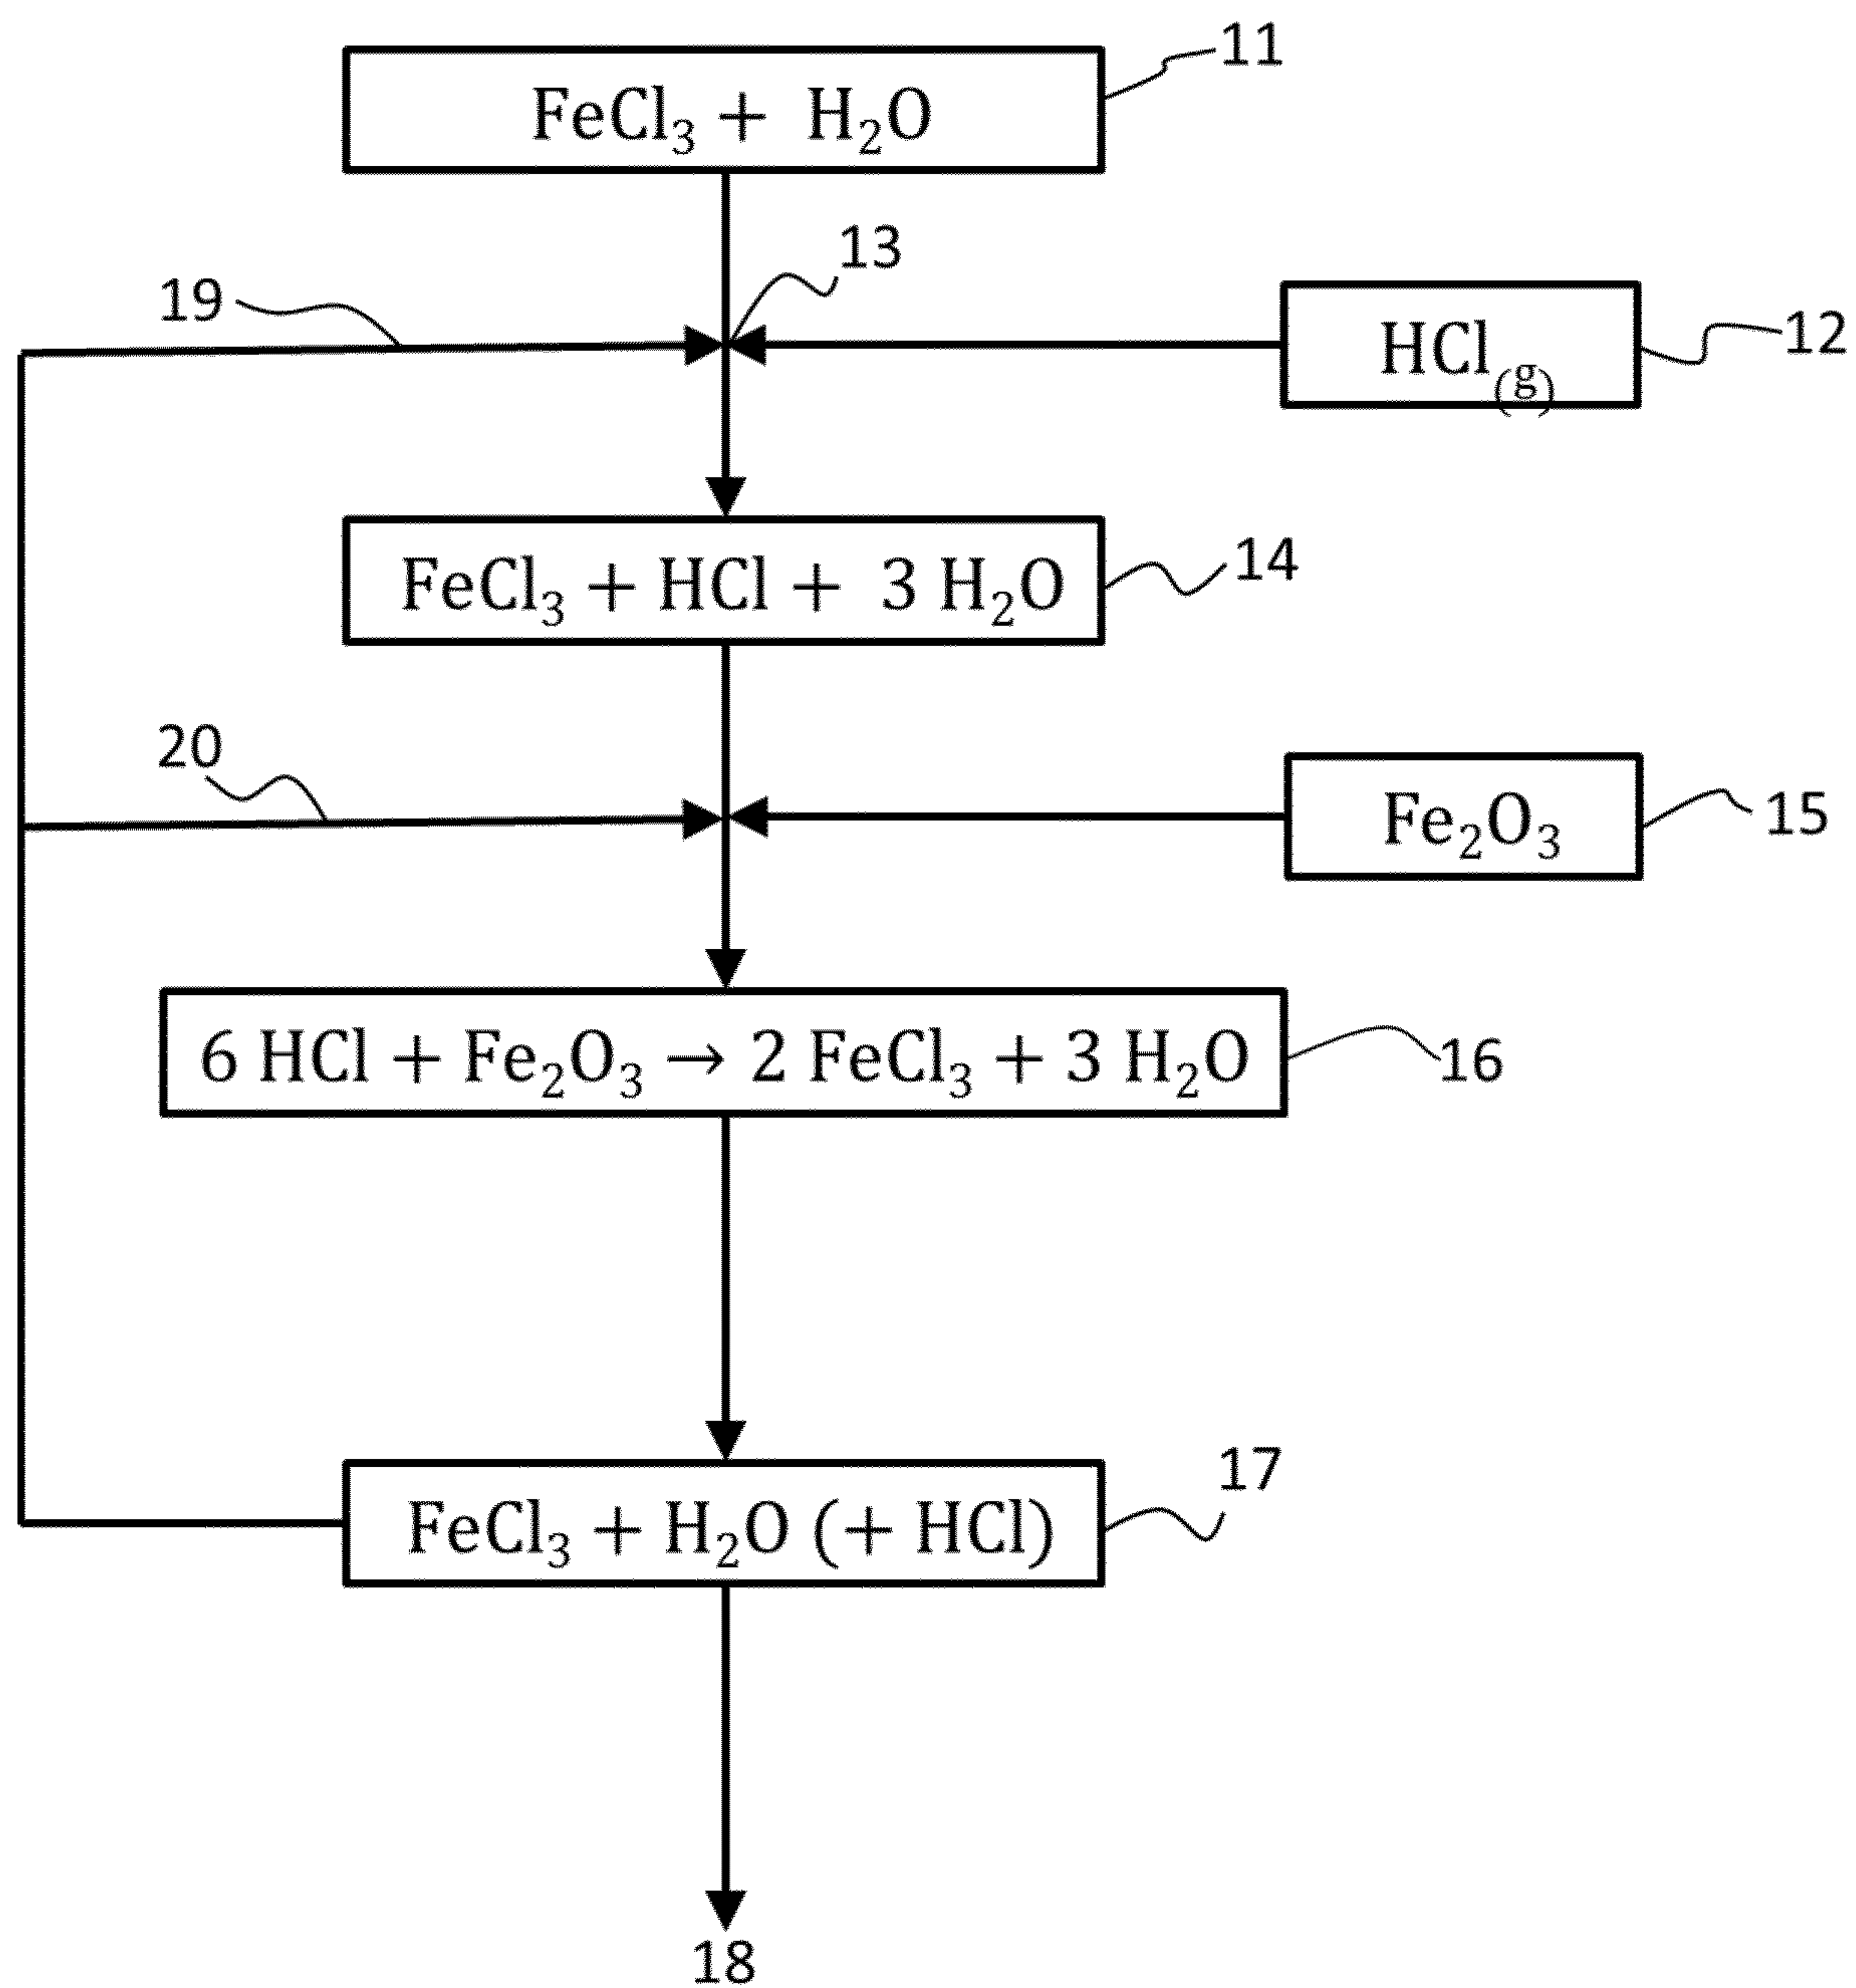 11
FeCl₃ + H₂O
13
19
HCl₍g₎
12
14
FeCl₃ + HCl + 3 H₂O
20
15
Fe₂O₃
6 HCl + Fe₂O₃ → 2 FeCl₃ + 3 H₂O
16
17
FeCl₃ + H₂O (+ HCl)
18